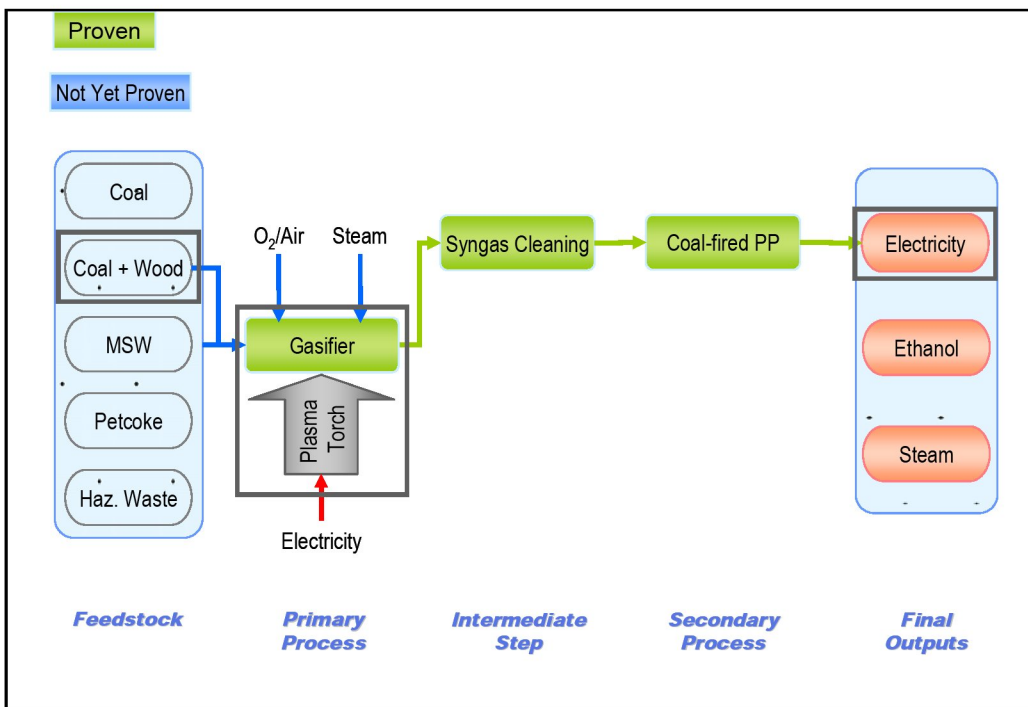 Proven
Not Yet Proven
Coal
Coal + Wood
MSW
Petcoke
Haz. Waste
O₂/Air
Steam
Gasifier
Plasma
Torch
Electricity
Syngas Cleaning
Coal-fired PP
Electricity
Ethanol
Steam
Feedstock
Primary
Process
Intermediate
Step
Secondary
Process
Final
Outputs